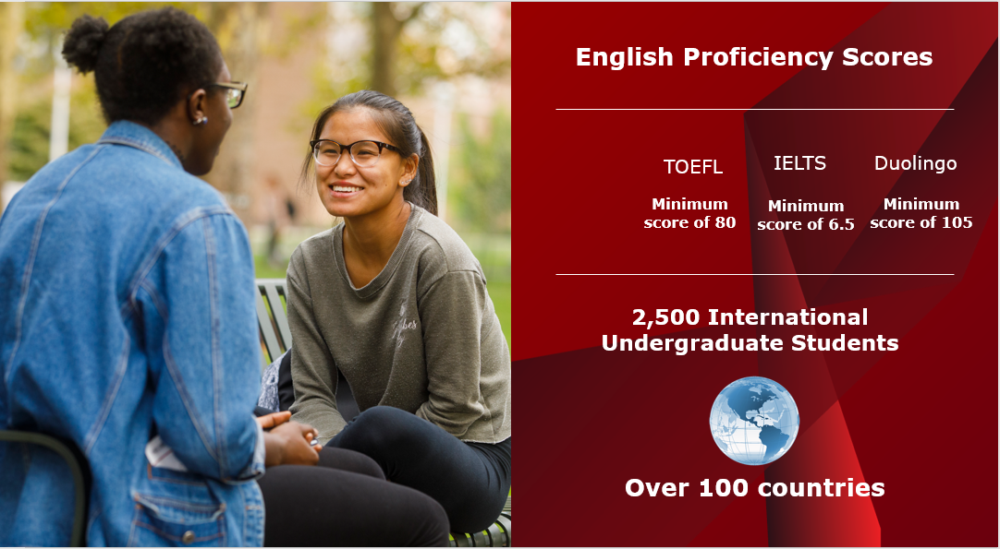 English Proficiency Scores
TOEFL
IELTS
Duolingo
Minimum
score of 80
Minimum
score of 6.5
Minimum
score of 105
2,500 International
Undergraduate Students
Over 100 countries